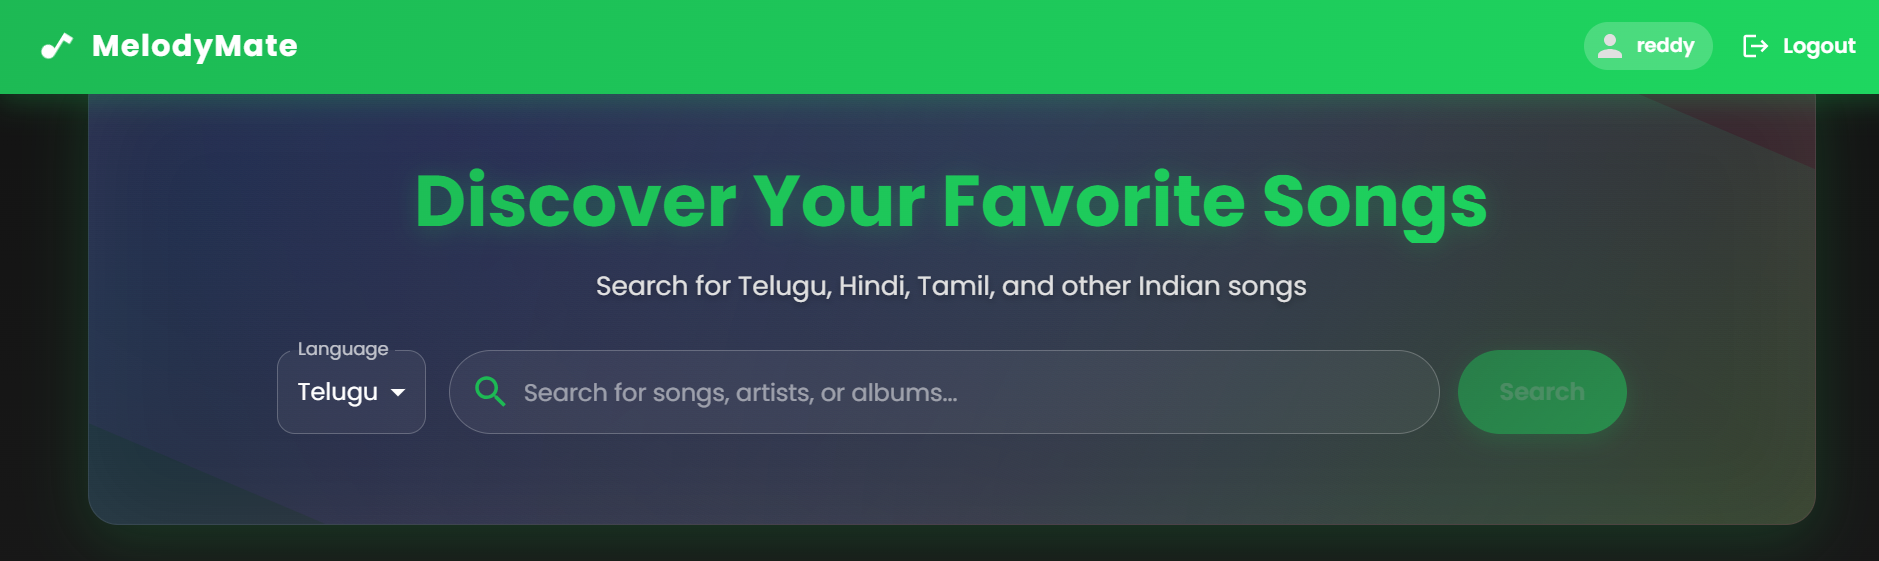 MelodyMate
reddy
Logout
Discover Your Favorite Songs
Search for Telugu, Hindi, Tamil, and other Indian songs
Language
Telugu
Search for songs, artists, or albums...
Search